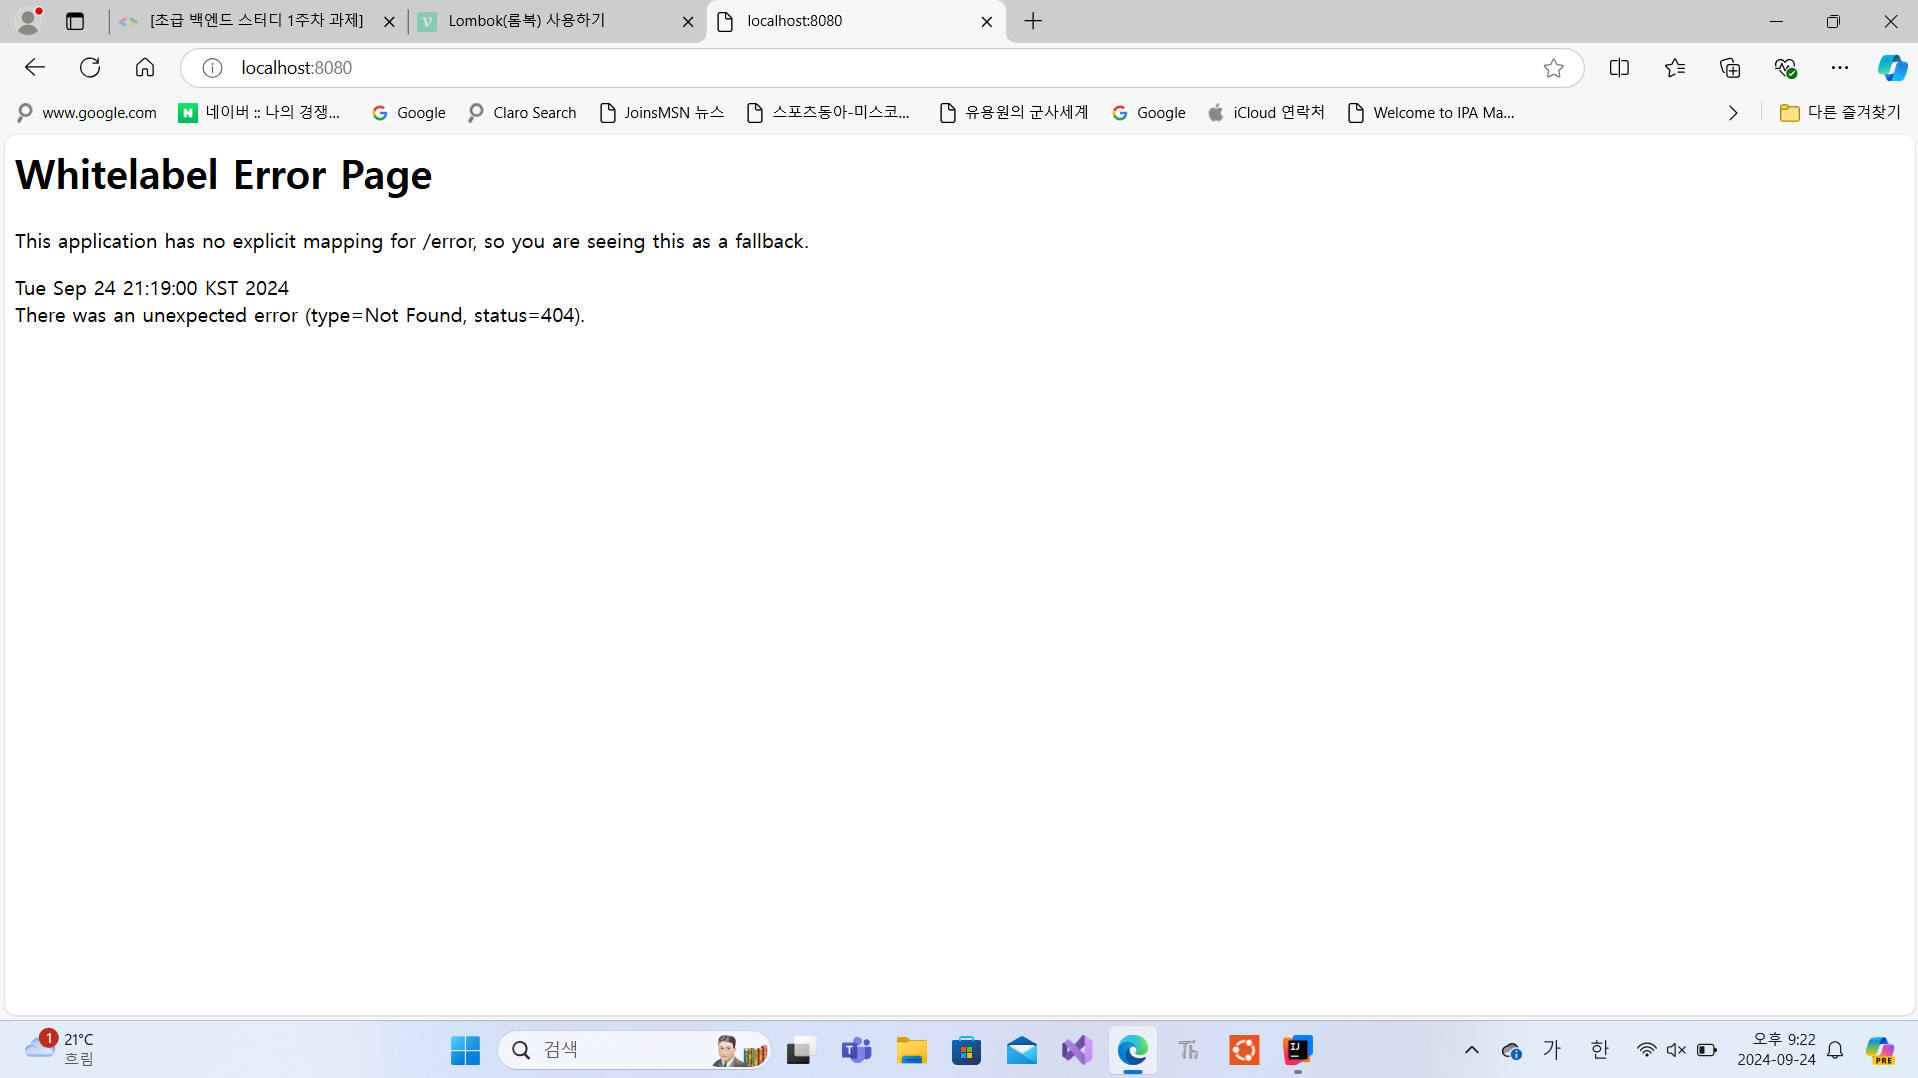 [초급 백엔드 스터디 1주차 과제]
Lombok(롬복) 사용하기
localhost:8080
localhost:8080
www.google.com
네이버 :: 나의 경쟁...
Google
Claro Search
JoinsMSN 뉴스
스포츠동아-미스코...
유용원의 군사세계
Google
iCloud 연락처
Welcome to IPA Ma...
다른 즐겨찾기
Whitelabel Error Page
This application has no explicit mapping for /error, so you are seeing this as a fallback.
Tue Sep 24 21:19:00 KST 2024
There was an unexpected error (type=Not Found, status=404).
1
21°C
흐림
검색
가
한
오후 9:22
2024-09-24
PRE